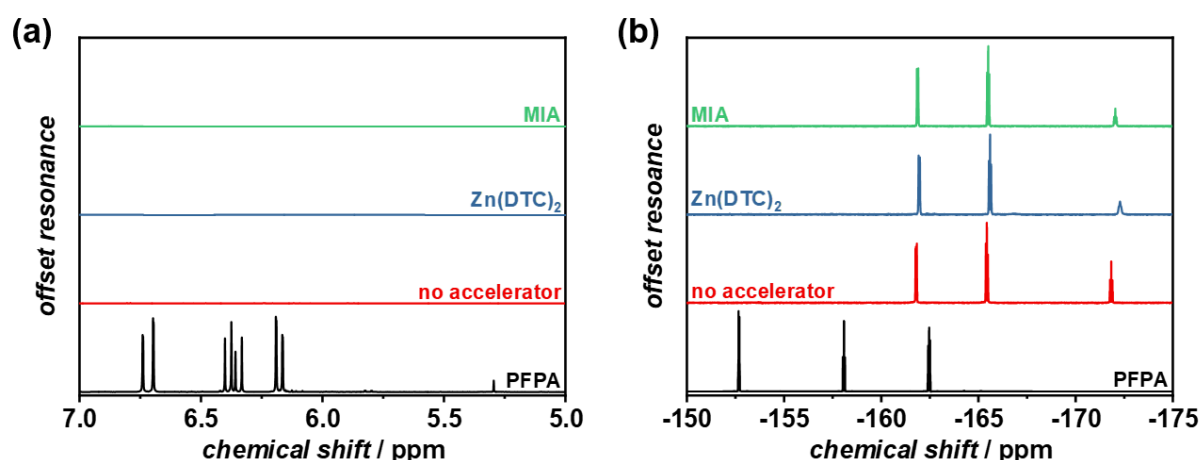 (a)
offset resonance
MIA
Zn(DTC)₂
no accelerator
PFPA
7.0 6.5 6.0 5.5 5.0
chemical shift / ppm
(b)
offset resoance
MIA
Zn(DTC)₂
no accelerator
PFPA
-150 -155 -160 -165 -170 -175
chemical shift / ppm